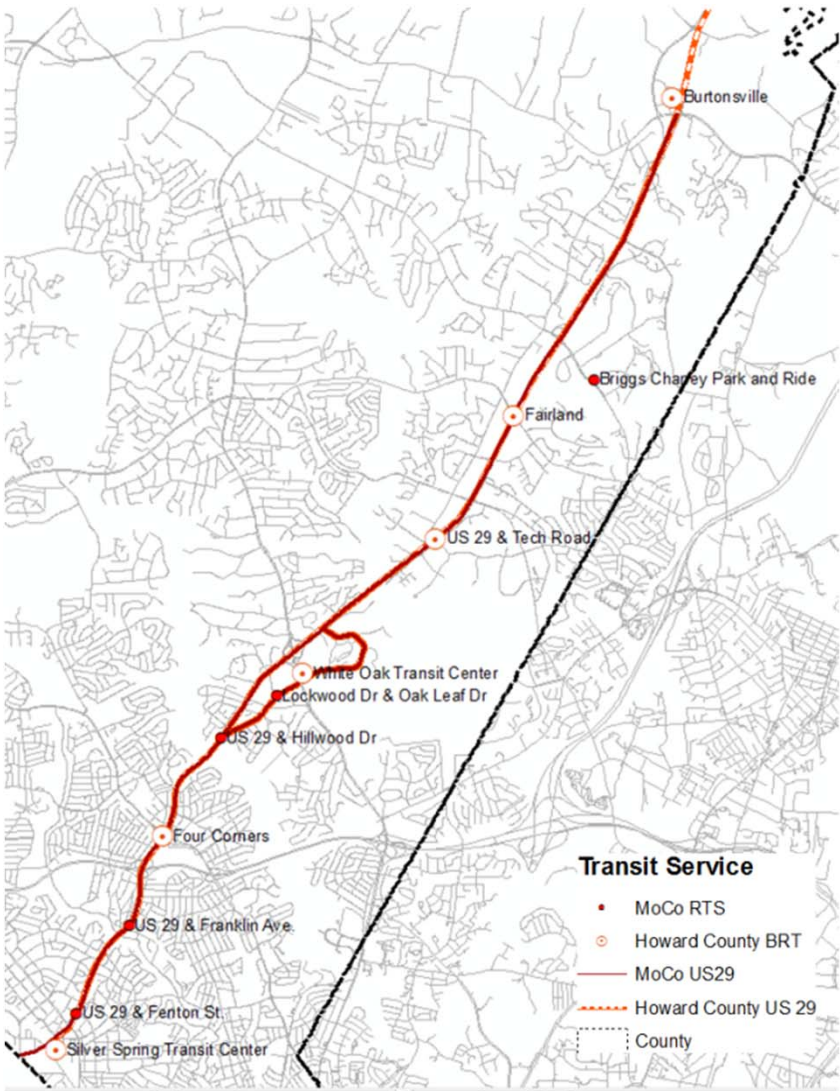 Burtonsville
Briggs Chaney Park and Ride
Fairland
US 29 & Tech Road
White Oak Transit Center
Lockwood Dr & Oak Leaf Dr
US 29 & Hillwood Dr
Four Corners
US 29 & Franklin Ave.
US 29 & Fenton St.
Silver Spring Transit Center
Transit Service
MoCo RTS
Howard County BRT
MoCo US29
Howard County US 29
County